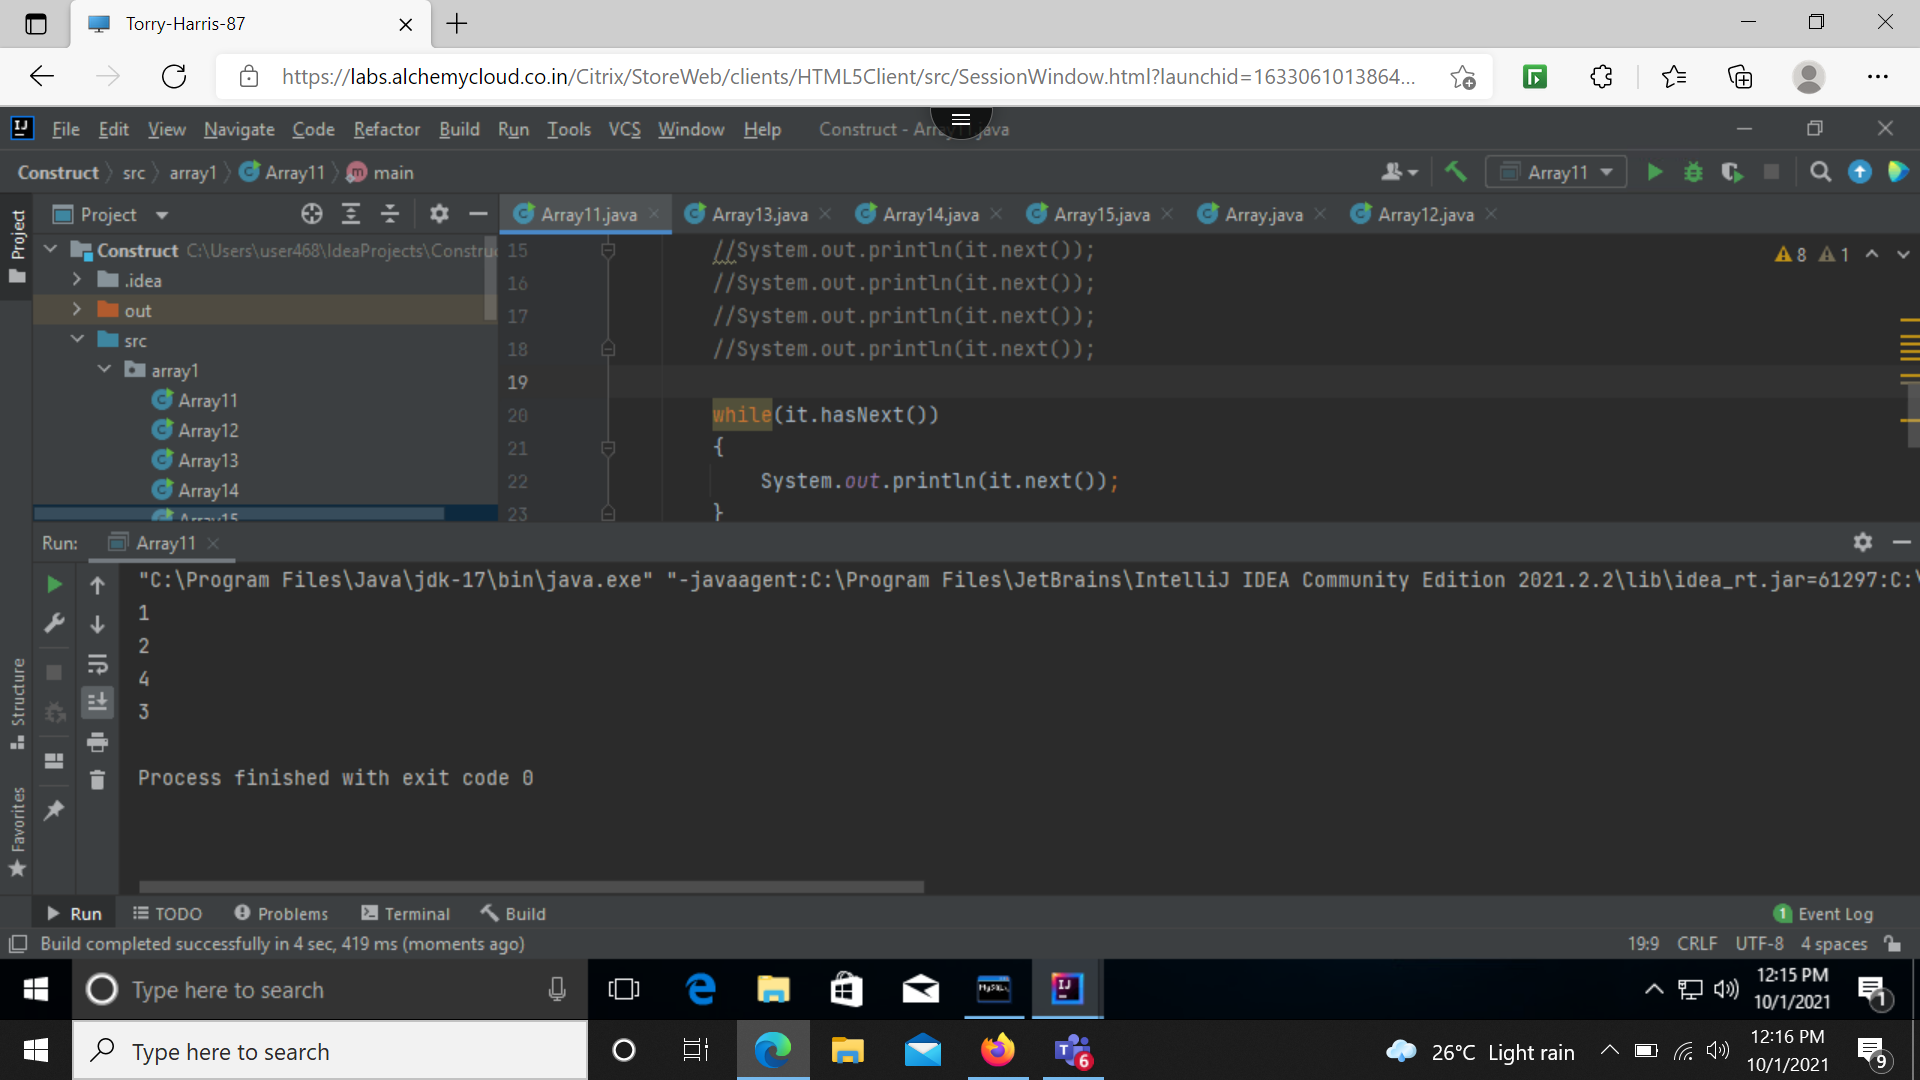 Torry-Harris-87
https://labs.alchemycloud.co.in/Citrix/StoreWeb/clients/HTML5Client/src/SessionWindow.html?launchid=1633061013864...
File Edit View Navigate Code Refactor Build Run Tools VCS Window Help Construct - Array11.java
Construct src array1 Array11 main
Array11
Project
Array11.java Array13.java Array14.java Array15.java Array.java Array12.java
Project
Construct C:\Users\user468\IdeaProjects\Constru
.idea
out
src
array1
Array11
Array12
Array13
Array14
Array15
15 //System.out.println(it.next());
16 //System.out.println(it.next());
17 //System.out.println(it.next());
18 //System.out.println(it.next());
19
20 while(it.hasNext())
21 {
22 System.out.println(it.next());
23 }
8 1
Run: Array11
"C:\Program Files\Java\jdk-17\bin\java.exe" "-javaagent:C:\Program Files\JetBrains\IntelliJ IDEA Community Edition 2021.2.2\lib\idea_rt.jar=61297:C:\
1
2
4
3
Process finished with exit code 0
Structure
Favorites
Run TODO Problems Terminal Build
1 Event Log
Build completed successfully in 4 sec, 419 ms (moments ago)
19:9 CRLF UTF-8 4 spaces
Type here to search
12:15 PM
10/1/2021
1
Type here to search
6
26°C Light rain
12:16 PM
10/1/2021
9